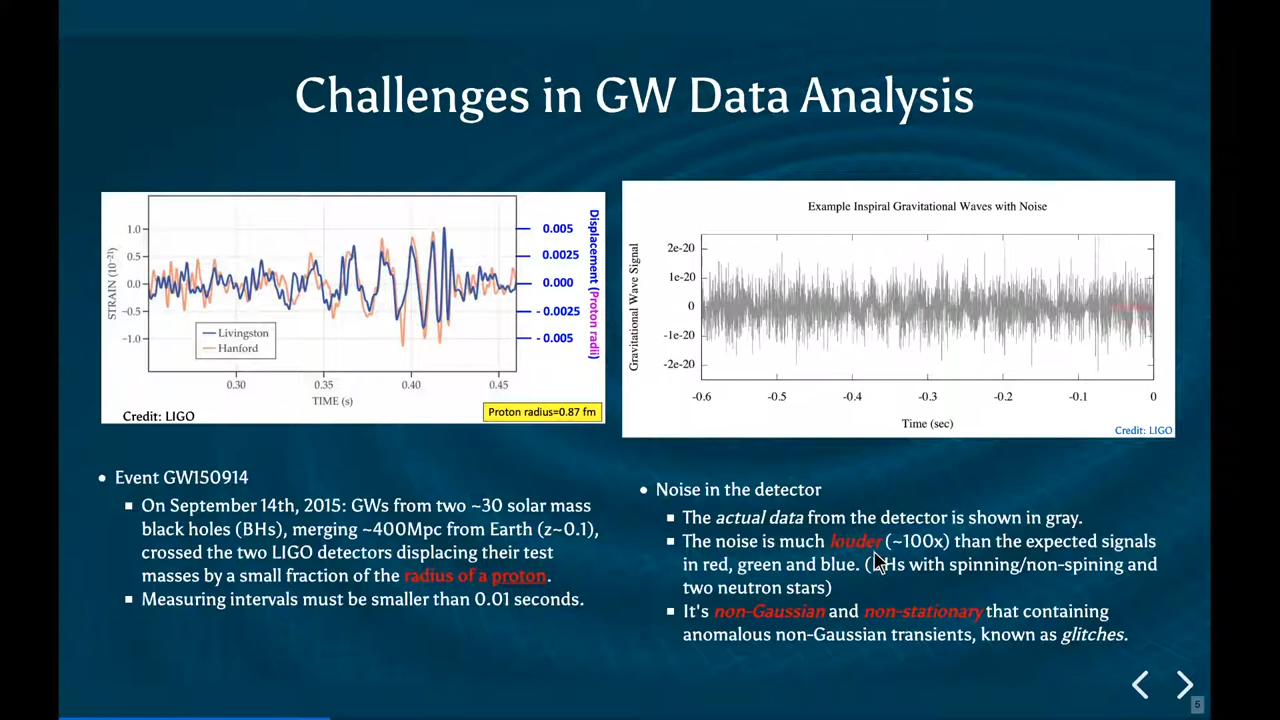 Challenges in GW Data Analysis
STRAIN (10⁻²¹)
1.0
0.5
0.0
−0.5
−1.0
Livingston
Hanford
0.30
0.35
0.40
0.45
TIME (s)
0.005
0.0025
0.000
- 0.0025
- 0.005
Displacement (Proton radii)
Credit: LIGO
Proton radius=0.87 fm
Example Inspiral Gravitational Waves with Noise
Gravitational Wave Signal
2e-20
1e-20
0
-1e-20
-2e-20
-0.6
-0.5
-0.4
-0.3
-0.2
-0.1
0
Time (sec)
Credit: LIGO
Event GW150914
On September 14th, 2015: GWs from two ~30 solar mass
black holes (BHs), merging ~400Mpc from Earth (z~0.1),
crossed the two LIGO detectors displacing their test
masses by a small fraction of the radius of a proton.
Measuring intervals must be smaller than 0.01 seconds.
Noise in the detector
The actual data from the detector is shown in gray.
The noise is much louder (~100x) than the expected signals
in red, green and blue. (BHs with spinning/non-spining and
two neutron stars)
It's non-Gaussian and non-stationary that containing
anomalous non-Gaussian transients, known as glitches.
5